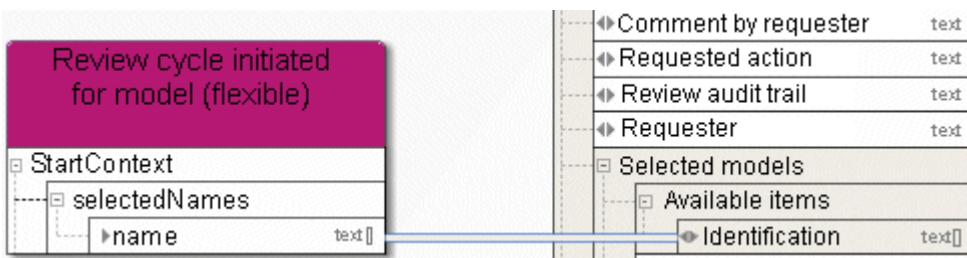 Review cycle initiated
for model (flexible)
StartContext
selectedNames
name text[]
Comment by requester text
Requested action text
Review audit trail text
Requester text
Selected models
Available items
Identification text[]